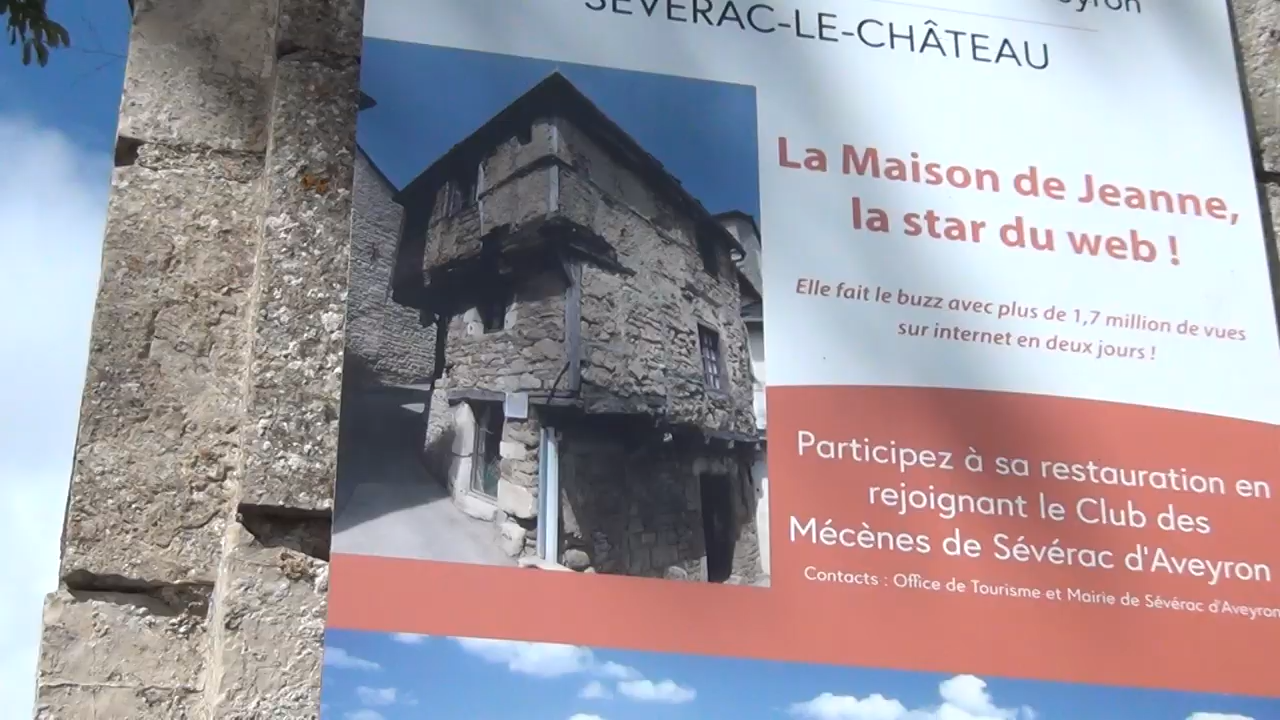 SÉVÉRAC-LE-CHÂTEAU
La Maison de Jeanne,
la star du web !
Elle fait le buzz avec plus de 1,7 million de vues
sur internet en deux jours !
Participez à sa restauration en
rejoignant le Club des
Mécènes de Sévérac d'Aveyron
Contacts : Office de Tourisme et Mairie de Sévérac d'Aveyron